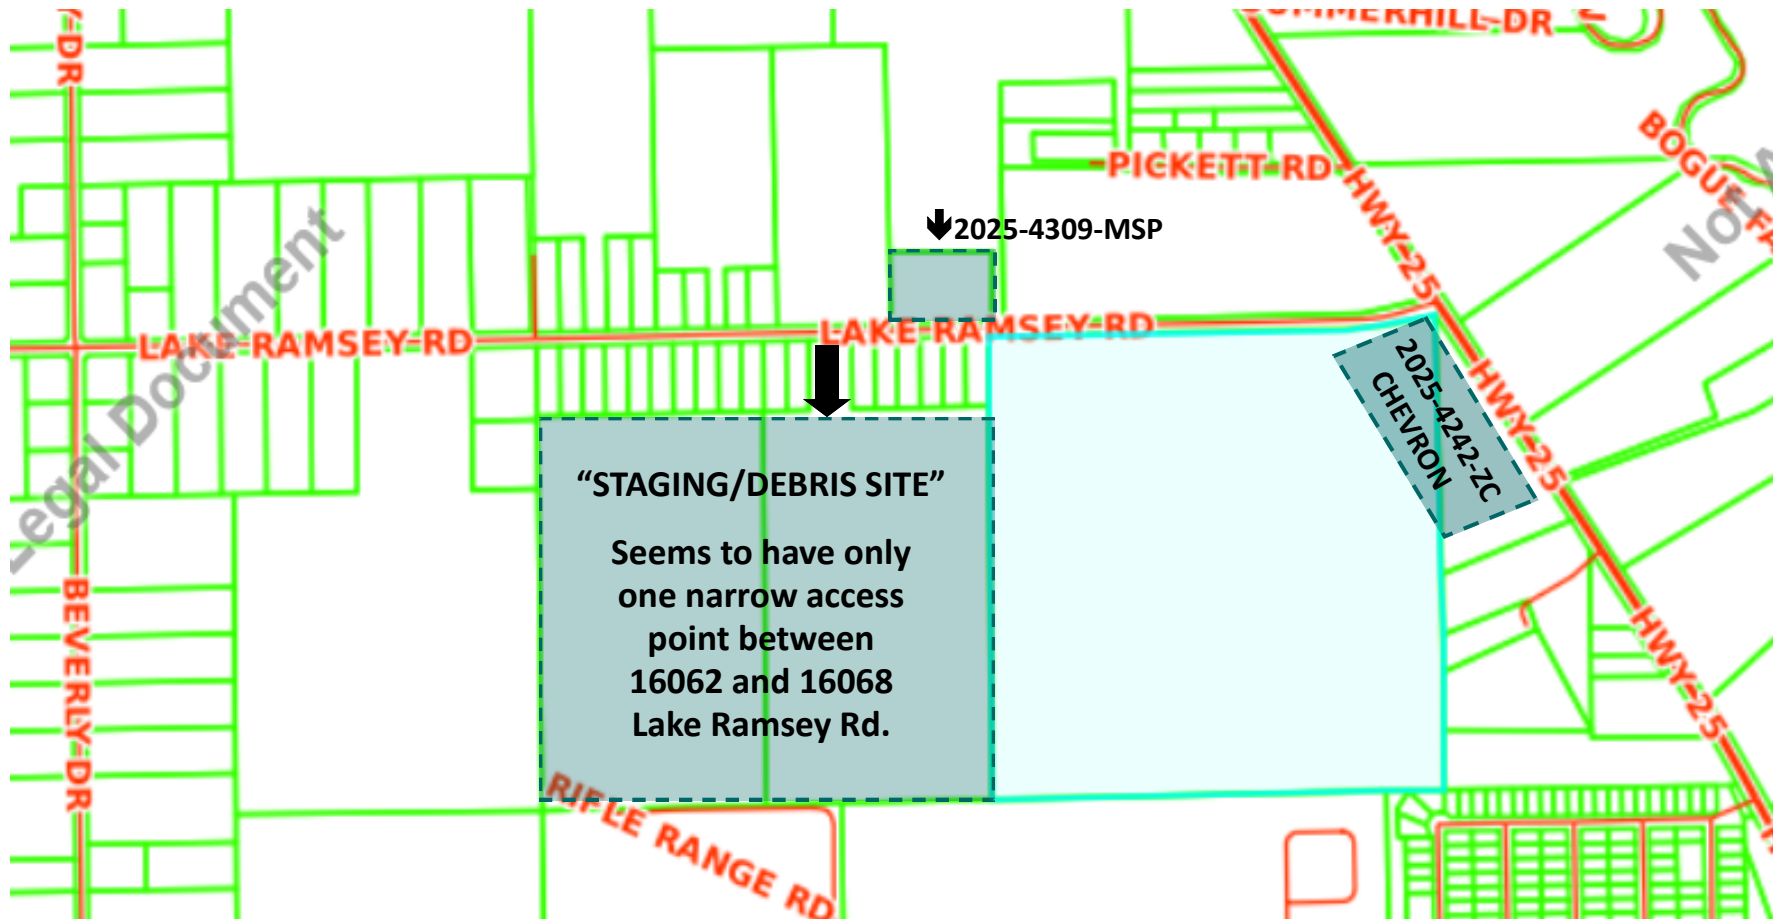 Y-DR
SUMMERHILL-DR
BOGUE FA
PICKETT-RD
HWY-25
Not A
2025-4309-MSP
LAKE-RAMSEY-RD
LAKE-RAMSEY-RD
Legal Document
2025-4242-ZC
CHEVRON
HWY-25
“STAGING/DEBRIS SITE”
Seems to have only
one narrow access
point between
16062 and 16068
Lake Ramsey Rd.
BEVERLY-DR
HWY-25
RIFLE RANGE RD